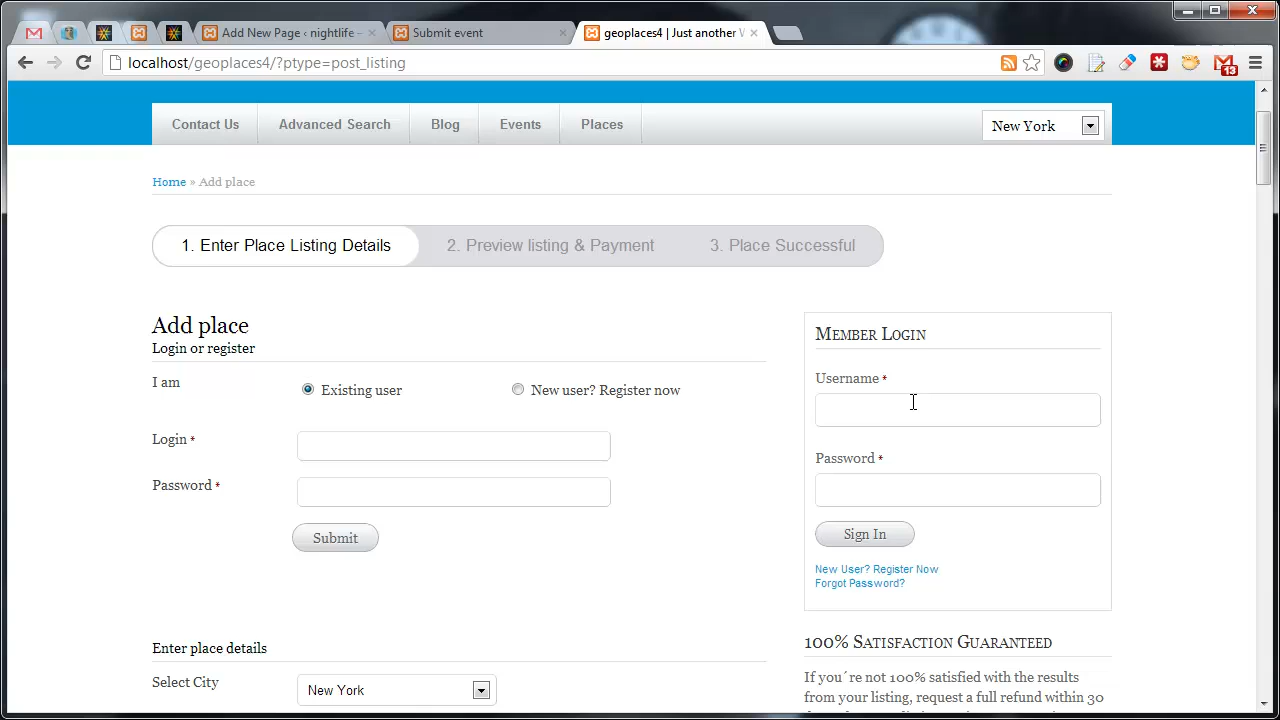 Add New Page ‹ nightlife –
Submit event
geoplaces4 | Just another
localhost/geoplaces4/?ptype=post_listing
13
Contact Us
Advanced Search
Blog
Events
Places
New York
Home » Add place
1. Enter Place Listing Details
2. Preview listing & Payment
3. Place Successful
Add place
Login or register
I am
Existing user
New user? Register now
Login *
Password *
Submit
Enter place details
Select City
New York
Member Login
Username *
Password *
Sign In
New User? Register Now
Forgot Password?
100% Satisfaction Guaranteed
If you´re not 100% satisfied with the results
from your listing, request a full refund within 30